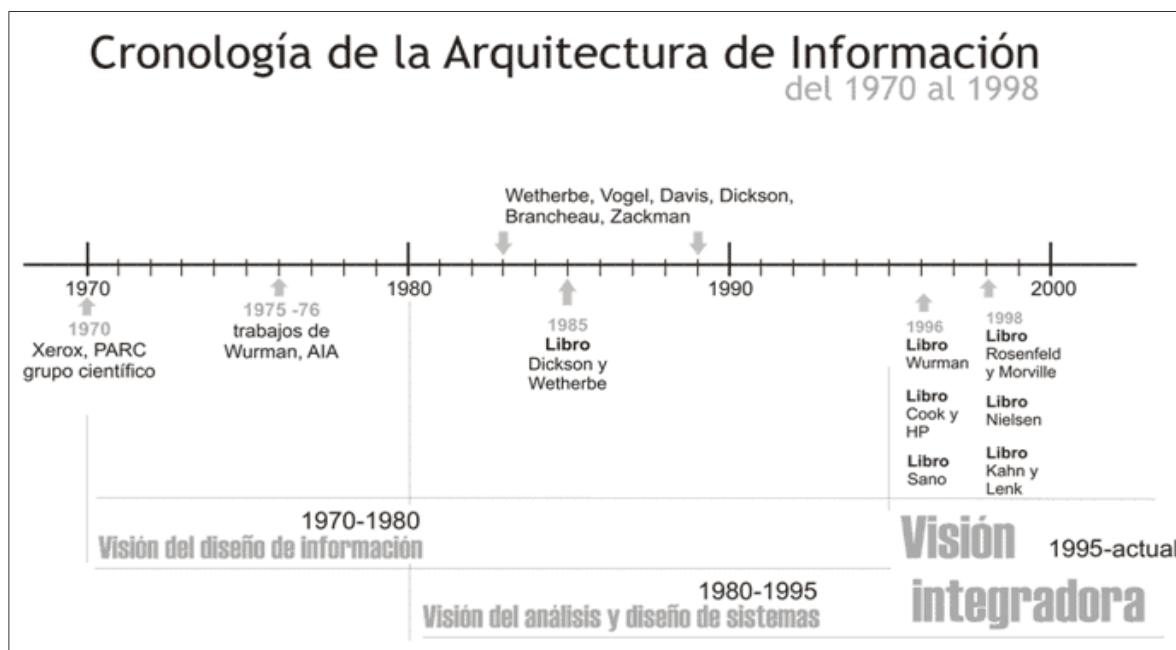 Cronología de la Arquitectura de Información
del 1970 al 1998
Wetherbe, Vogel, Davis, Dickson,
Brancheau, Zackman
1970
1980
1990
2000
1970
Xerox, PARC
grupo científico
1975 -76
trabajos de
Wurman, AIA
1985
Libro
Dickson y
Wetherbe
1996
Libro
Wurman
Libro
Cook y
HP
Libro
Sano
1998
Libro
Rosenfeld
y Morville
Libro
Nielsen
Libro
Kahn y
Lenk
1970-1980
Visión del diseño de información
1980-1995
Visión del análisis y diseño de sistemas
Visión
integradora
1995-actual